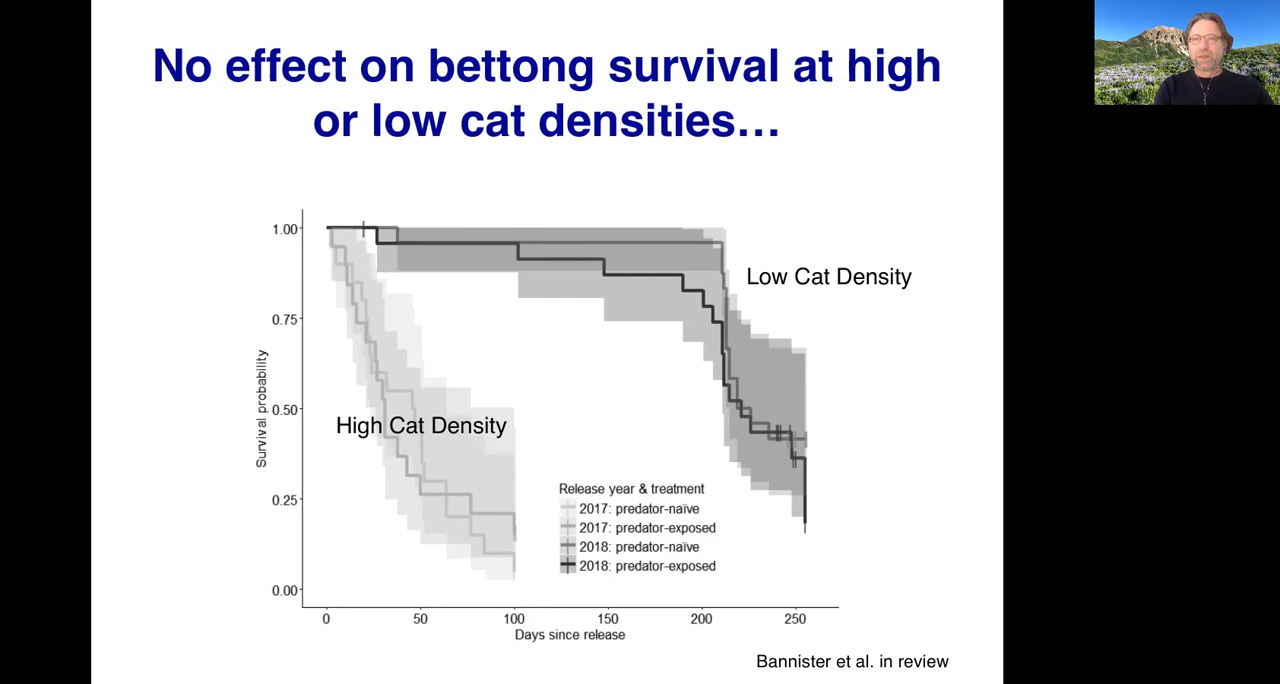 No effect on bettong survival at high
or low cat densities…
1.00
0.75
0.50
0.25
0.00
Survival probability
Low Cat Density
High Cat Density
Release year & treatment
2017: predator-naïve
2017: predator-exposed
2018: predator-naïve
2018: predator-exposed
0 50 100 150 200 250
Days since release
Bannister et al. in review